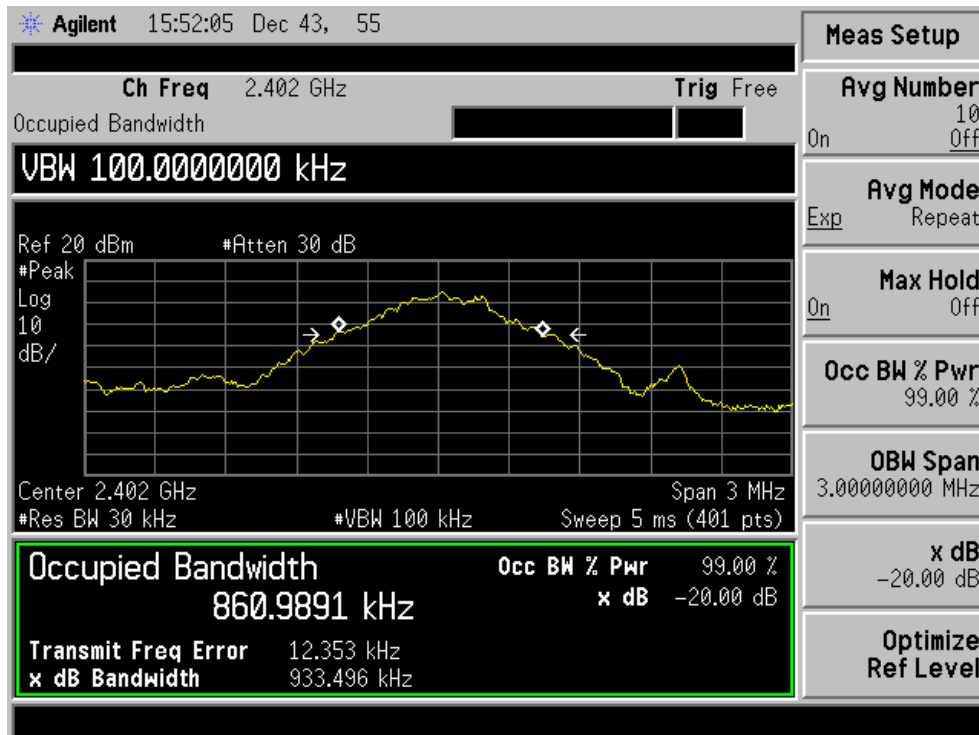 Agilent 15:52:05 Dec 43, 55
Ch Freq 2.402 GHz Trig Free
Occupied Bandwidth
VBW 100.0000000 kHz
Ref 20 dBm #Atten 30 dB
#Peak
Log
10
dB/
Center 2.402 GHz Span 3 MHz
#Res BW 30 kHz #VBW 100 kHz Sweep 5 ms (401 pts)
Occupied Bandwidth Occ BW % Pwr 99.00 %
860.9891 kHz x dB -20.00 dB
Transmit Freq Error 12.353 kHz
x dB Bandwidth 933.496 kHz
Meas Setup
Avg Number
10
On Off
Avg Mode
Exp Repeat
Max Hold
On Off
Occ BW % Pwr
99.00 %
OBW Span
3.00000000 MHz
x dB
-20.00 dB
Optimize
Ref Level